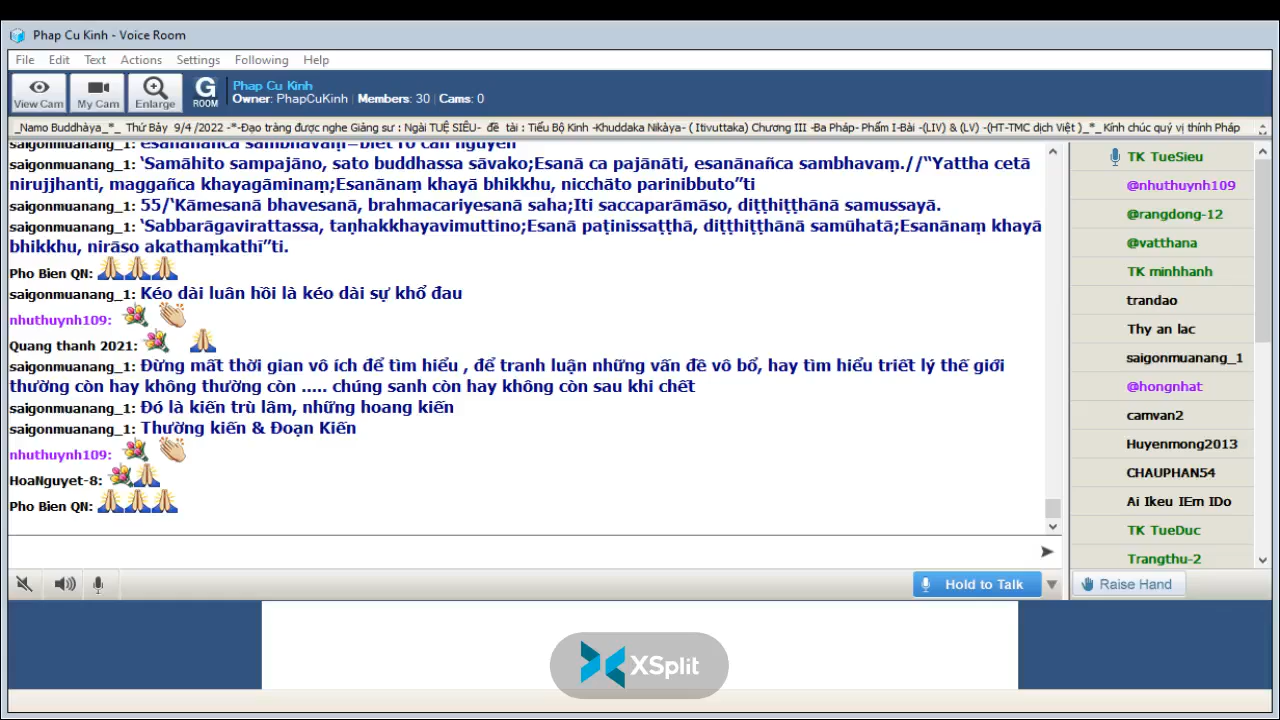 Phap Cu Kinh - Voice Room
File Edit Text Actions Settings Following Help
View Cam My Cam Enlarge G ROOM
Phap Cu Kinh
Owner: PhapCuKinh Members: 30 Cams: 0
_Namo Buddhàya_*_ Thứ Bảy 9/4 /2022 -*-Đạo tràng được nghe Giảng sư : Ngài TUỆ SIÊU- đề tài : Tiểu Bộ Kinh -Khuddaka Nikàya- ( Itivuttaka) Chương III -Ba Pháp- Phẩm I-Bài -(LIV) & (LV) -(HT-TMC dịch Việt )_*_ Kính chúc quý vị thính Pháp
saigonmuanang_1: esanānañca sambhavaṃ=biết rõ căn nguyên
saigonmuanang_1: ‘Samāhito sampajāno, sato buddhassa sāvako;Esanā ca pajānāti, esanānañca sambhavaṃ.//“Yattha cetā
nirujjhanti, maggañca khayagāminaṃ;Esanānaṃ khayā bhikkhu, nicchāto parinibbuto”ti
saigonmuanang_1: 55/‘Kāmesanā bhavesanā, brahmacariyesanā saha;Iti saccaparāmāso, diṭṭhiṭṭhānā samussayā.
saigonmuanang_1: ‘Sabbarāgavirattassa, taṇhakkhayavimuttino;Esanā paṭinissaṭṭhā, diṭṭhiṭṭhānā samūhatā;Esanānaṃ khayā
bhikkhu, nirāso akathaṃkathī”ti.
Pho Bien QN:
saigonmuanang_1: Kéo dài luân hồi là kéo dài sự khổ đau
nhuthuynh109:
Quang thanh 2021:
saigonmuanang_1: Đừng mất thời gian vô ích để tìm hiểu , để tranh luận những vấn đề vô bổ, hay tìm hiểu triết lý thế giới
thường còn hay không thường còn ..... chúng sanh còn hay không còn sau khi chết
saigonmuanang_1: Đó là kiến trù lâm, những hoang kiến
saigonmuanang_1: Thường kiến & Đoạn Kiến
nhuthuynh109:
HoaNguyet-8:
Pho Bien QN:
Hold to Talk
TK TueSieu
@nhuthuynh109
@rangdong-12
@vatthana
TK minhhanh
trandao
Thy an lac
saigonmuanang_1
@hongnhat
camvan2
Huyenmong2013
CHAUPHAN54
Ai Ikeu IEm IDo
TK TueDuc
Trangthu-2
Raise Hand
XSplit